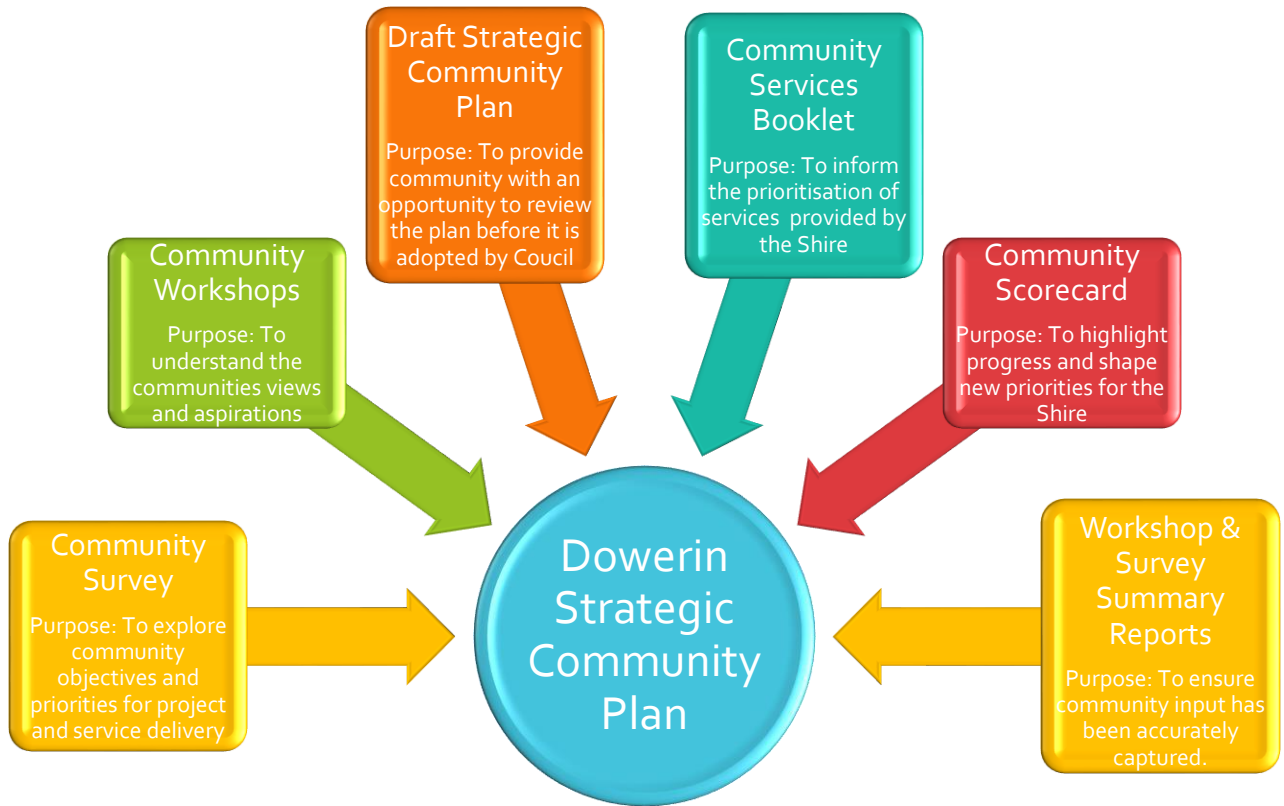 Community
Survey
Purpose: To explore
community
objectives and
priorities for project
and service delivery
Community
Workshops
Purpose: To
understand the
communities views
and aspirations
Draft Strategic
Community
Plan
Purpose: To provide
community with an
opportunity to review
the plan before it is
adopted by Coucil
Community
Services
Booklet
Purpose: To inform
the prioritisation of
services provided by
the Shire
Community
Scorecard
Purpose: To highlight
progress and shape
new priorities for the
Shire
Workshop &
Survey
Summary
Reports
Purpose: To ensure
community input has
been accurately
captured.
Dowerin
Strategic
Community
Plan